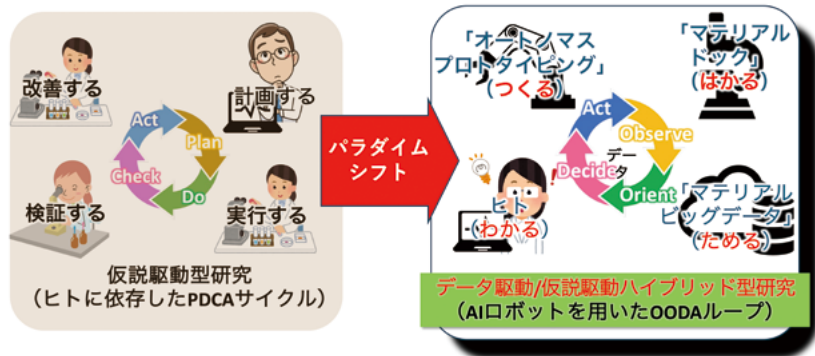 改善する
計画する
Act
Plan
Check
Do
検証する
実行する
仮説駆動型研究
（ヒトに依存したPDCAサイクル）
パラダイム
シフト
「オートノマス
プロトタイピング」
（つくる）
「マテリアル
ドック」
（はかる）
Act
Observe
データ
Decide
Orient
ヒト
（わかる）
「マテリアル
ビッグデータ」
（ためる）
データ駆動/仮説駆動ハイブリッド型研究
（AIロボットを用いたOODAループ）